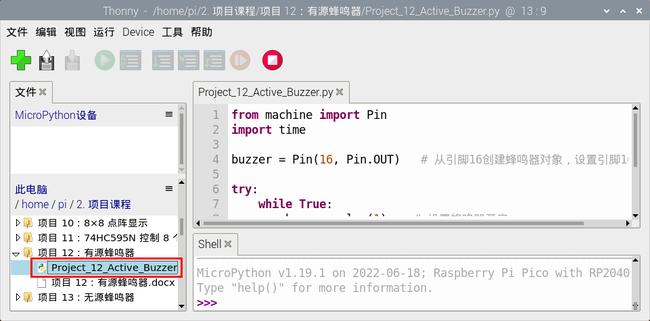 Thonny - /home/pi/2. 项目课程/项目 12：有源蜂鸣器/Project_12_Active_Buzzer.py @ 13 : 9
文件 编辑 视图 运行 Device 工具 帮助
文件
MicroPython设备
此电脑
/ home / pi / 2. 项目课程
项目 10：8×8 点阵显示
项目 11：74HC595N 控制 8 个
项目 12：有源蜂鸣器
Project_12_Active_Buzzer
项目 12：有源蜂鸣器.docx
项目 13：无源蜂鸣器
Project_12_Active_Buzzer.py
1 from machine import Pin
2 import time
3
4 buzzer = Pin(16, Pin.OUT) # 从引脚16创建蜂鸣器对象，设置引脚16
5
6 try:
7 while True:
Shell
MicroPython v1.19.1 on 2022-06-18; Raspberry Pi Pico with RP2040
Type "help()" for more information.
>>>